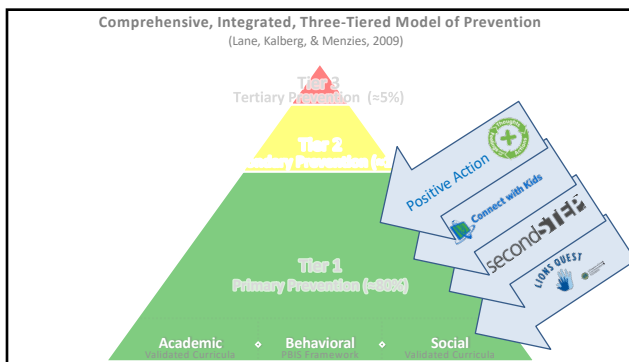 Comprehensive, Integrated, Three-Tiered Model of Prevention
(Lane, Kalberg, & Menzies, 2009)
Tier 3
Tertiary Prevention (≈5%)
Tier 2
Prevention
Tier 1
Primary Prevention (≈80%)
Academic ◇ Behavioral ◇ Social
Validated Curricula PBIS Framework Validated Curricula
Thoughts
Positive Action
Connect with Kids
secondSTEP
LIONS QUEST